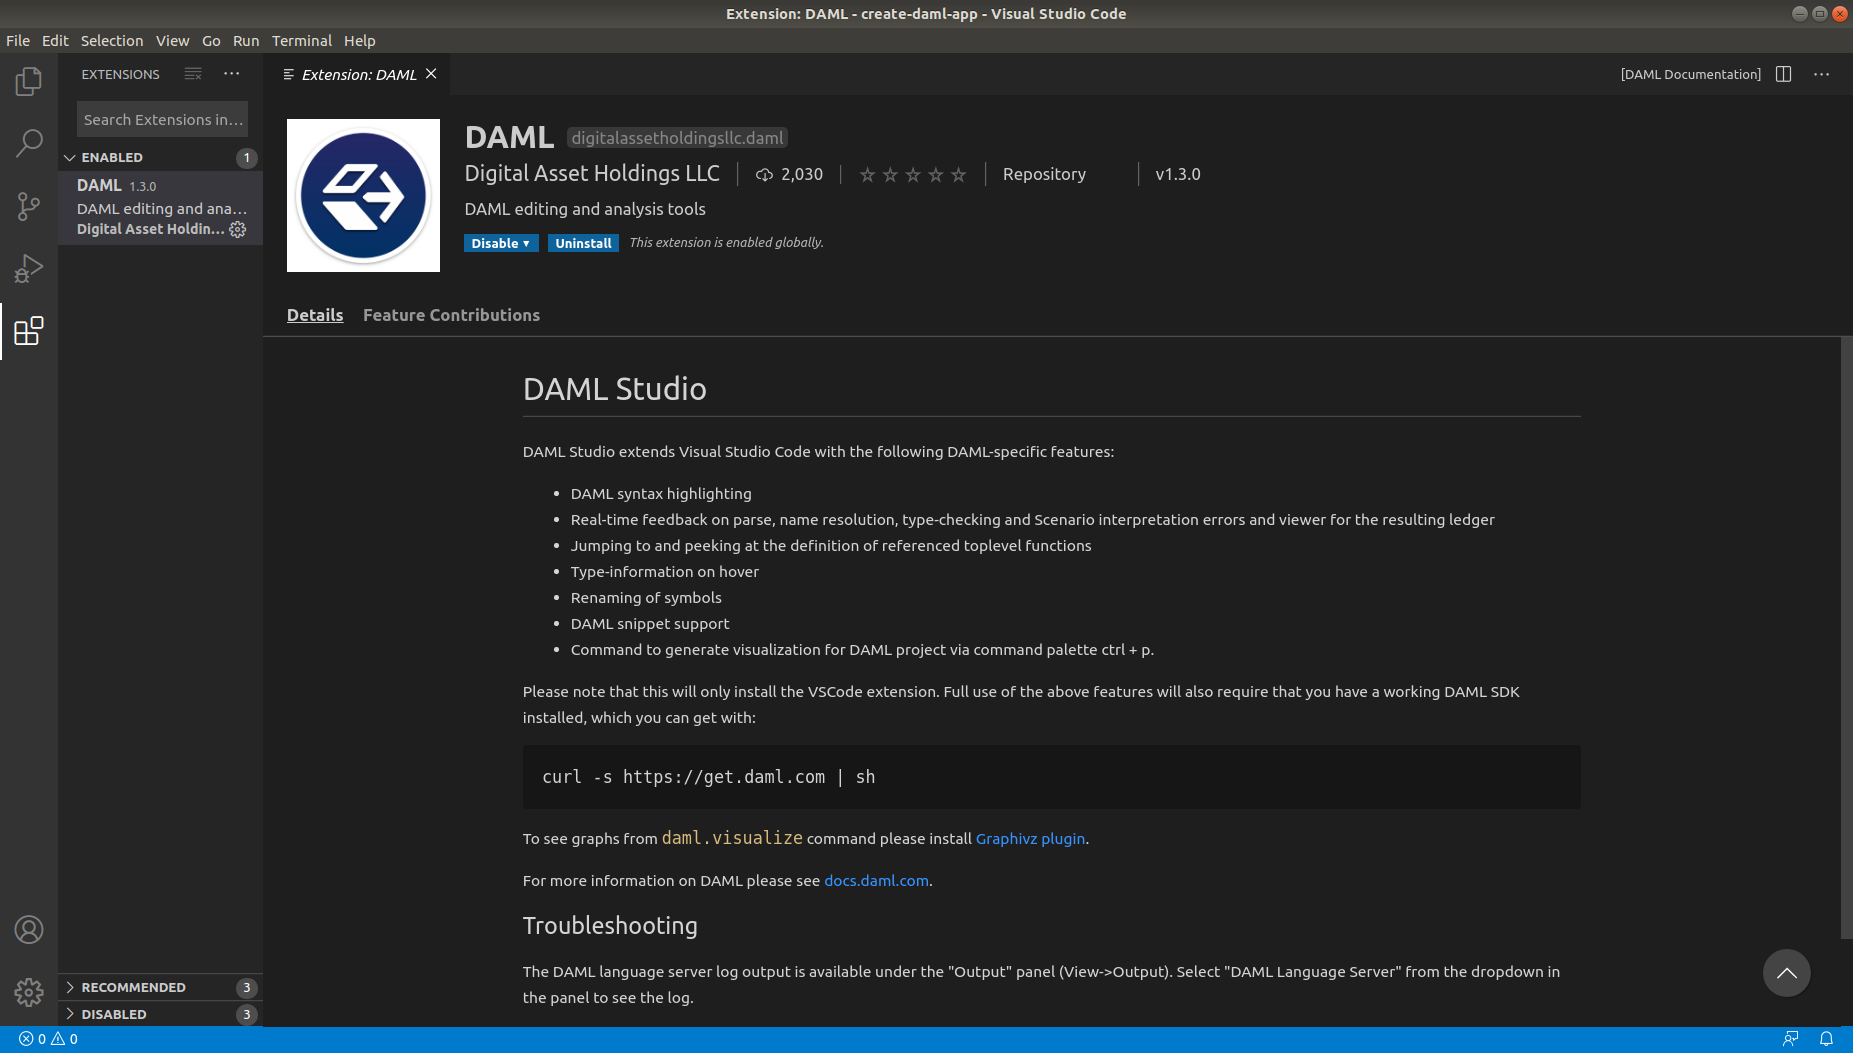 Extension: DAML - create-daml-app - Visual Studio Code
File Edit Selection View Go Run Terminal Help
EXTENSIONS
Extension: DAML
[DAML Documentation]
Search Extensions in...
ENABLED 1
DAML 1.3.0
DAML editing and ana...
Digital Asset Holdin...
DAML digitalassetholdingsllc.daml
Digital Asset Holdings LLC 2,030 Repository v1.3.0
DAML editing and analysis tools
Disable Uninstall This extension is enabled globally.
Details Feature Contributions
DAML Studio
DAML Studio extends Visual Studio Code with the following DAML-specific features:
• DAML syntax highlighting
• Real-time feedback on parse, name resolution, type-checking and Scenario interpretation errors and viewer for the resulting ledger
• Jumping to and peeking at the definition of referenced toplevel functions
• Type-information on hover
• Renaming of symbols
• DAML snippet support
• Command to generate visualization for DAML project via command palette ctrl + p.
Please note that this will only install the VSCode extension. Full use of the above features will also require that you have a working DAML SDK
installed, which you can get with:
curl -s https://get.daml.com | sh
To see graphs from daml.visualize command please install Graphivz plugin.
For more information on DAML please see docs.daml.com.
Troubleshooting
The DAML language server log output is available under the "Output" panel (View->Output). Select "DAML Language Server" from the dropdown in
the panel to see the log.
RECOMMENDED 3
DISABLED 3
0 0